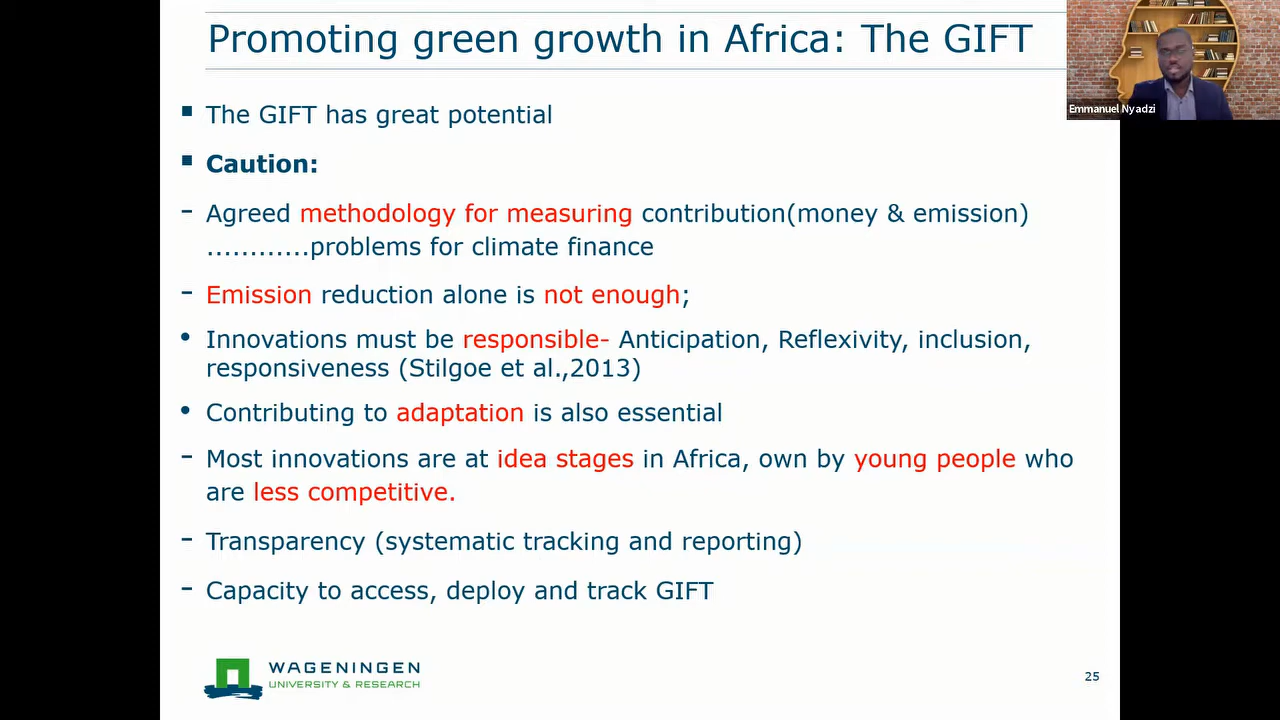 Promoting green growth in Africa: The GIFT
Emmanuel Nyadzi
▪ The GIFT has great potential
▪ Caution:
- Agreed methodology for measuring contribution(money & emission)
............problems for climate finance
- Emission reduction alone is not enough;
• Innovations must be responsible- Anticipation, Reflexivity, inclusion,
responsiveness (Stilgoe et al.,2013)
• Contributing to adaptation is also essential
- Most innovations are at idea stages in Africa, own by young people who
are less competitive.
- Transparency (systematic tracking and reporting)
- Capacity to access, deploy and track GIFT
WAGENINGEN
UNIVERSITY & RESEARCH
25